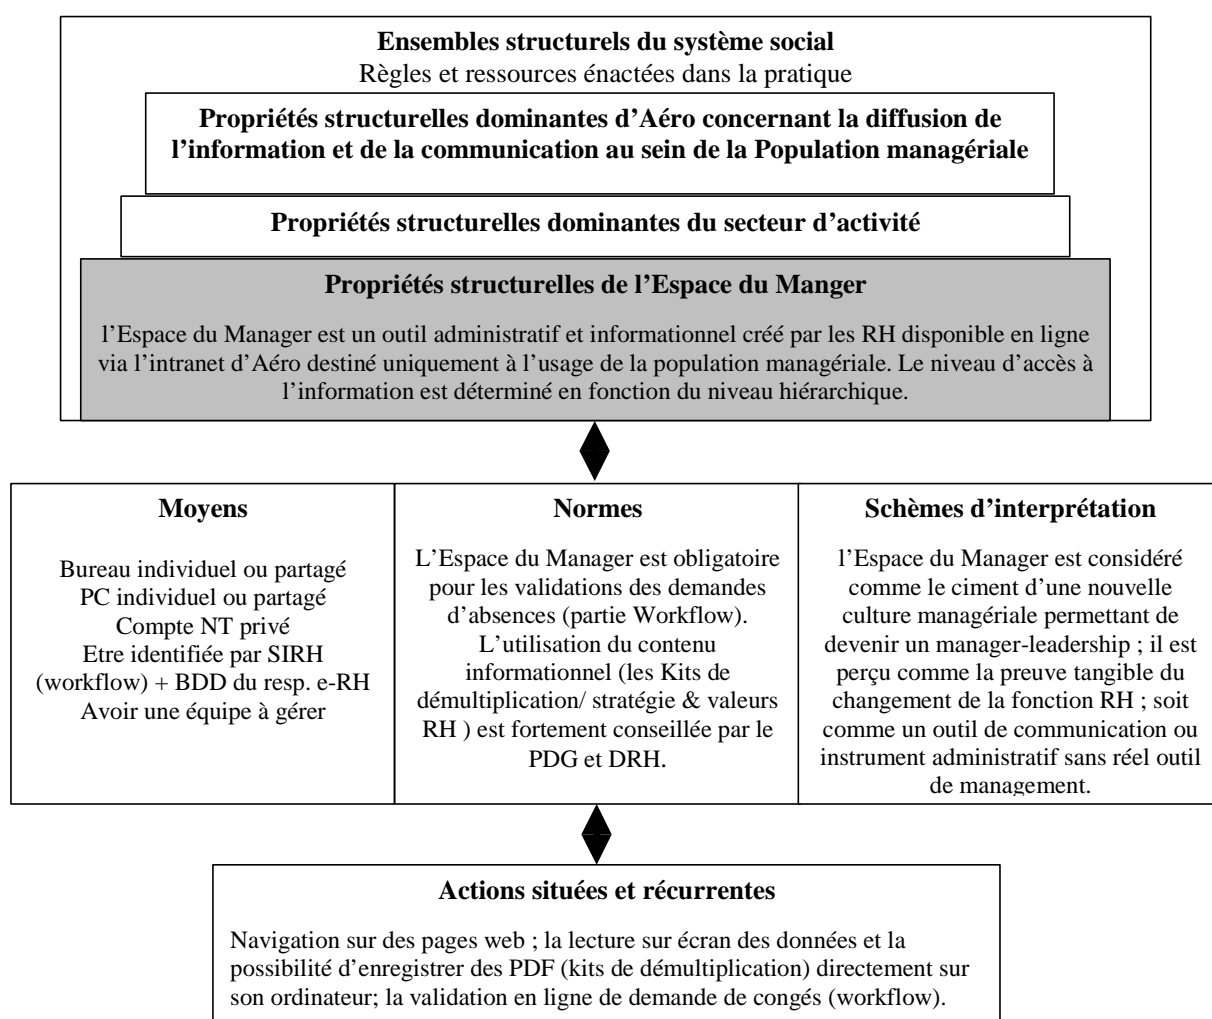 Ensembles structurels du système social
Règles et ressources énactées dans la pratique
Propriétés structurelles dominantes d’Aéro concernant la diffusion de
l’information et de la communication au sein de la Population managériale
Propriétés structurelles dominantes du secteur d’activité
Propriétés structurelles de l’Espace du Manger
l’Espace du Manager est un outil administratif et informationnel créé par les RH disponible en ligne
via l’intranet d’Aéro destiné uniquement à l’usage de la population managériale. Le niveau d’accès à
l’information est déterminé en fonction du niveau hiérarchique.
Moyens
Bureau individuel ou partagé
PC individuel ou partagé
Compte NT privé
Etre identifiée par SIRH
(workflow) + BDD du resp. e-RH
Avoir une équipe à gérer
Normes
L’Espace du Manager est obligatoire
pour les validations des demandes
d’absences (partie Workflow).
L’utilisation du contenu
informationnel (les Kits de
démultiplication/ stratégie & valeurs
RH ) est fortement conseillée par le
PDG et DRH.
Schèmes d’interprétation
l’Espace du Manager est considéré
comme le ciment d’une nouvelle
culture managériale permettant de
devenir un manager-leadership ; il est
perçu comme la preuve tangible du
changement de la fonction RH ; soit
comme un outil de communication ou
instrument administratif sans réel outil
de management.
Actions situées et récurrentes
Navigation sur des pages web ; la lecture sur écran des données et la
possibilité d’enregistrer des PDF (kits de démultiplication) directement sur
son ordinateur; la validation en ligne de demande de congés (workflow).